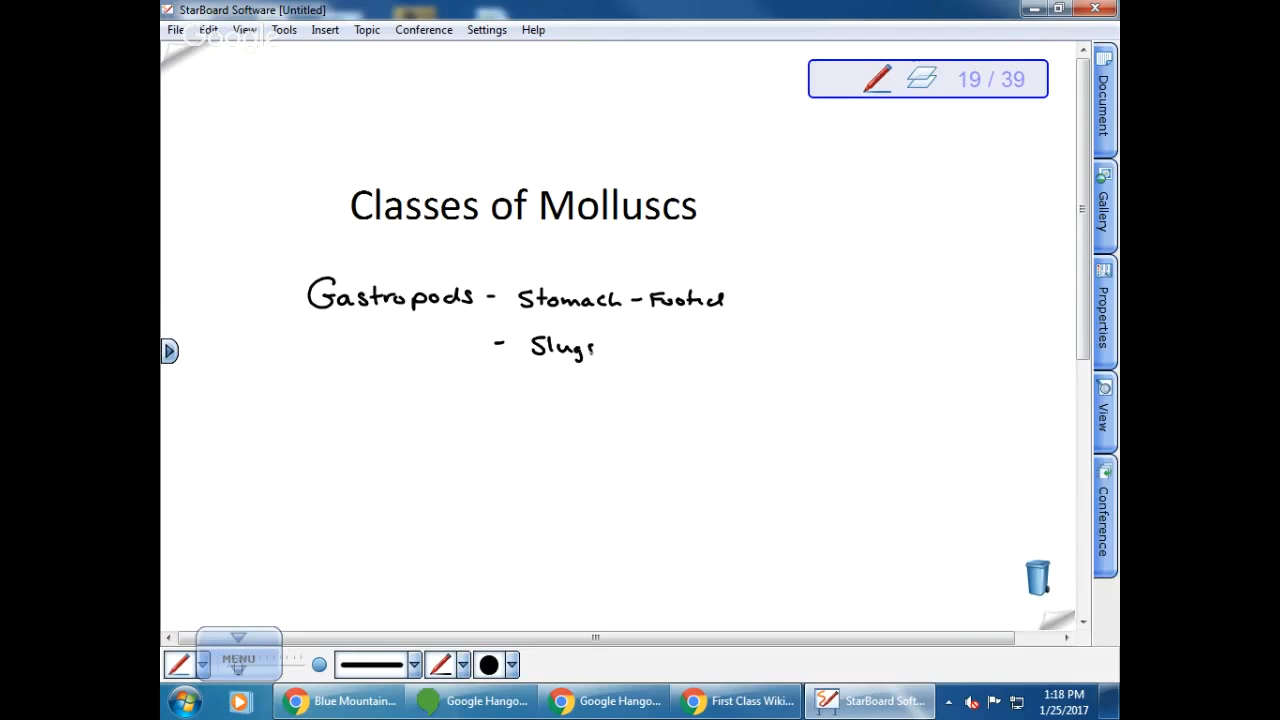 StarBoard Software [Untitled]
File Edit View Tools Insert Topic Conference Settings Help
Google
19 / 39
Classes of Molluscs
Gastropods - Stomach - Footed
- Slugs
Document
Gallery
Properties
View
Conference
MENU
Blue Mountain... Google Hango... Google Hango... First Class Wiki... StarBoard Soft...
1:18 PM
1/25/2017